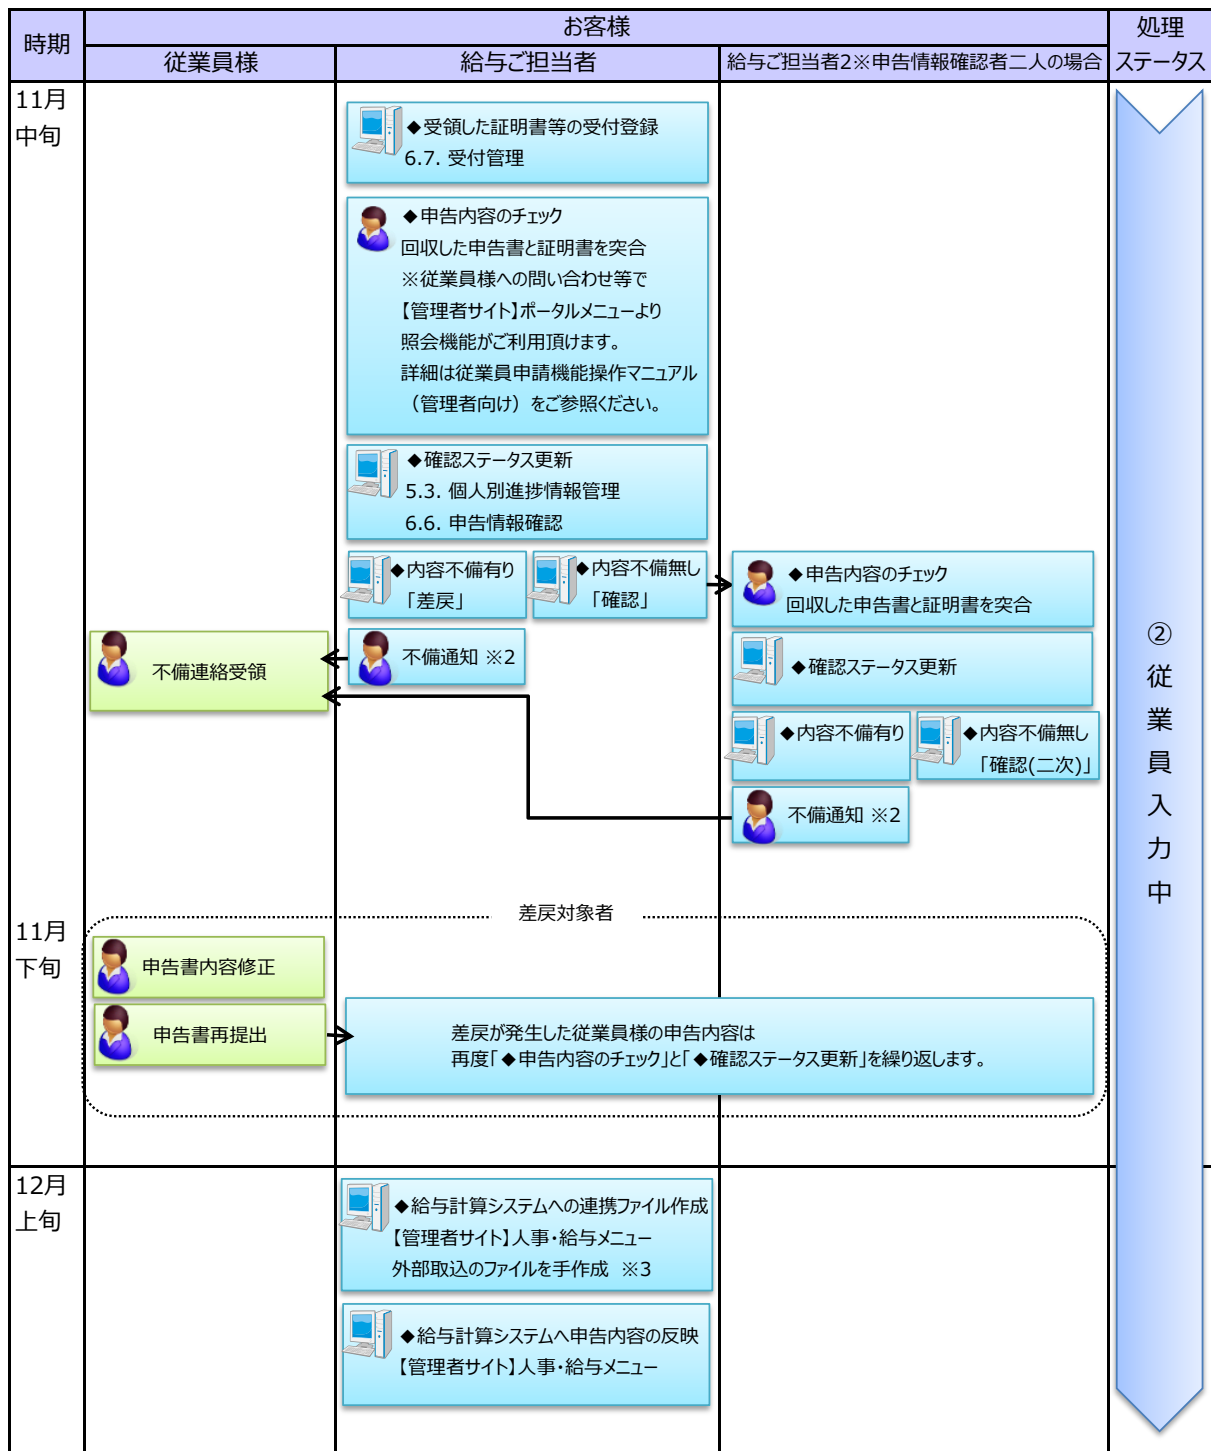 時期
お客様
処理
ステータス
従業員様
給与ご担当者
給与ご担当者2※申告情報確認者二人の場合
11月
中旬
◆受領した証明書等の受付登録
6.7. 受付管理
◆申告内容のチェック
回収した申告書と証明書を突合
※従業員様への問い合わせ等で
【管理者サイト】ポータルメニューより
照会機能がご利用頂けます。
詳細は従業員申請機能操作マニュアル
（管理者向け）をご参照ください。
◆確認ステータス更新
5.3. 個人別進捗情報管理
6.6. 申告情報確認
◆内容不備有り
「差戻」
◆内容不備無し
「確認」
◆申告内容のチェック
回収した申告書と証明書を突合
不備連絡受領
不備通知 ※2
◆確認ステータス更新
◆内容不備有り
◆内容不備無し
「確認(二次)」
不備通知 ※2
②従業員入力中
11月
下旬
差戻対象者
申告書内容修正
申告書再提出
差戻が発生した従業員様の申告内容は
再度「◆申告内容のチェック」と「◆確認ステータス更新」を繰り返します。
12月
上旬
◆給与計算システムへの連携ファイル作成
【管理者サイト】人事・給与メニュー
外部取込のファイルを手作成 ※3
◆給与計算システムへ申告内容の反映
【管理者サイト】人事・給与メニュー